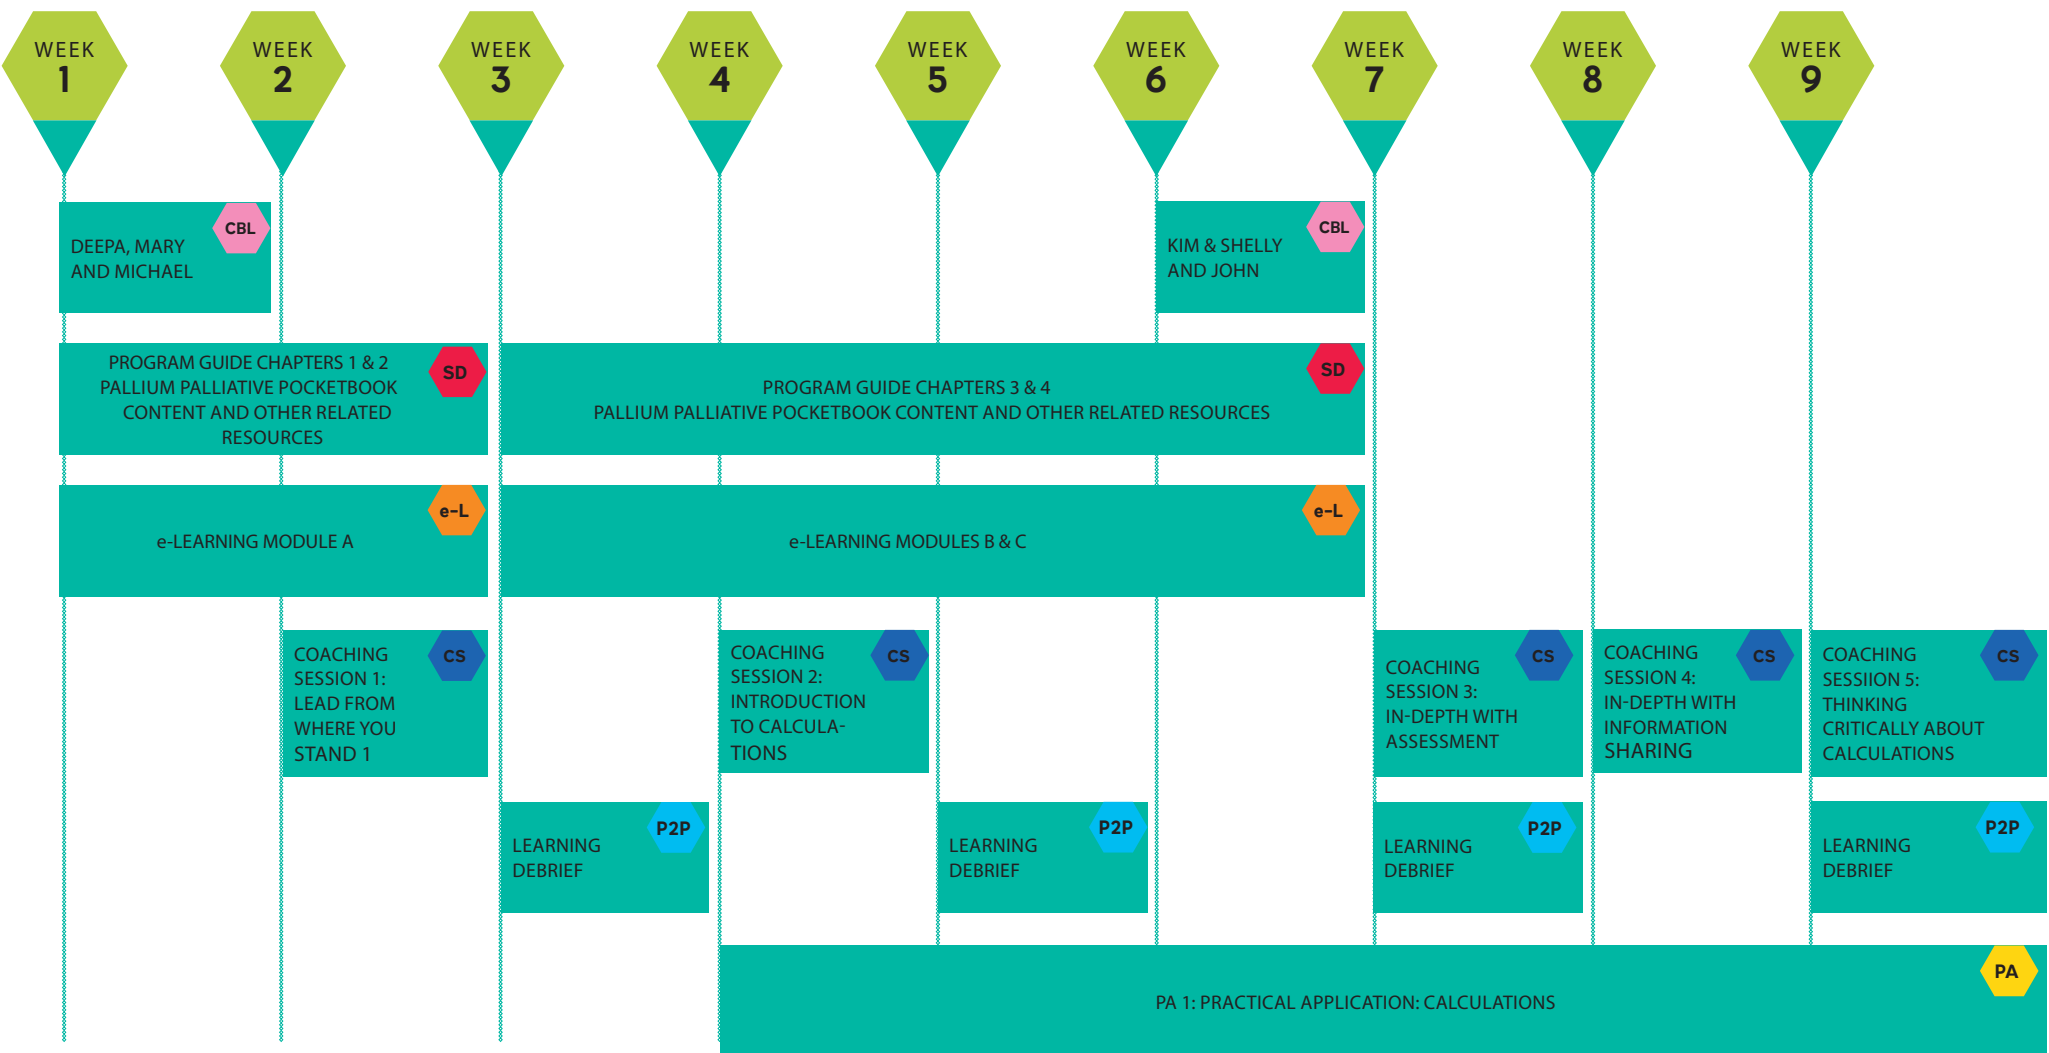 WEEK
1
WEEK
2
WEEK
3
WEEK
4
WEEK
5
WEEK
6
WEEK
7
WEEK
8
WEEK
9
DEEPA, MARY
AND MICHAEL
CBL
KIM & SHELLY
AND JOHN
CBL
PROGRAM GUIDE CHAPTERS 1 & 2
PALLIUM PALLIATIVE POCKETBOOK
CONTENT AND OTHER RELATED
RESOURCES
SD
PROGRAM GUIDE CHAPTERS 3 & 4
PALLIUM PALLIATIVE POCKETBOOK CONTENT AND OTHER RELATED RESOURCES
SD
e-LEARNING MODULE A
e-L
e-LEARNING MODULES B & C
e-L
COACHING
SESSION 1:
LEAD FROM
WHERE YOU
STAND 1
CS
COACHING
SESSION 2:
INTRODUCTION
TO CALCULA-
TIONS
CS
COACHING
SESSION 3:
IN-DEPTH WITH
ASSESSMENT
CS
COACHING
SESSION 4:
IN-DEPTH WITH
INFORMATION
SHARING
CS
COACHING
SESSIION 5:
THINKING
CRITICALLY ABOUT
CALCULATIONS
CS
LEARNING
DEBRIEF
P2P
LEARNING
DEBRIEF
P2P
LEARNING
DEBRIEF
P2P
LEARNING
DEBRIEF
P2P
PA 1: PRACTICAL APPLICATION: CALCULATIONS
PA